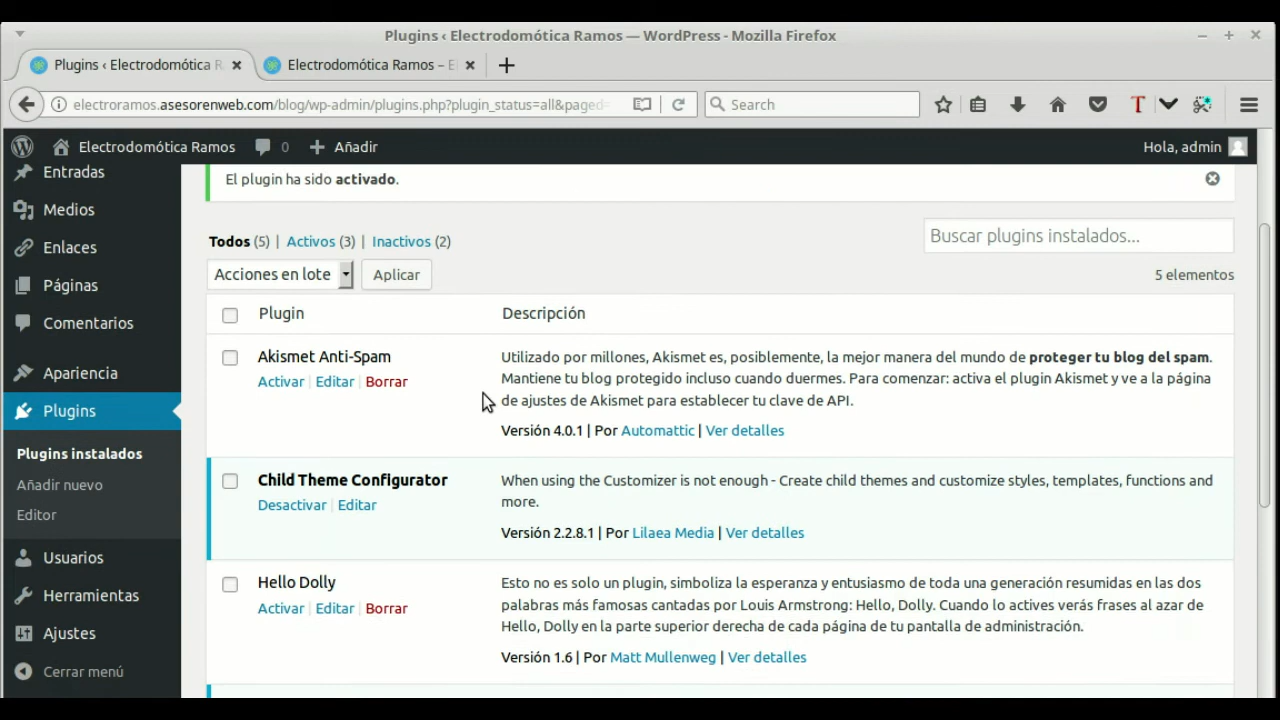 Plugins ‹ Electrodomótica Ramos — WordPress - Mozilla Firefox
Plugins ‹ Electrodomótica R
Electrodomótica Ramos – E
electroramos.asesorenweb.com/blog/wp-admin/plugins.php?plugin_status=all&paged=
Search
Electrodomótica Ramos
0
Añadir
Hola, admin
Entradas
Medios
Enlaces
Páginas
Comentarios
Apariencia
Plugins
Plugins instalados
Añadir nuevo
Editor
Usuarios
Herramientas
Ajustes
Cerrar menú
El plugin ha sido activado.
Todos (5) | Activos (3) | Inactivos (2)
Buscar plugins instalados...
Acciones en lote
Aplicar
5 elementos
Plugin
Descripción
Akismet Anti-Spam
Activar | Editar | Borrar
Utilizado por millones, Akismet es, posiblemente, la mejor manera del mundo de proteger tu blog del spam.
Mantiene tu blog protegido incluso cuando duermes. Para comenzar: activa el plugin Akismet y ve a la página
de ajustes de Akismet para establecer tu clave de API.
Versión 4.0.1 | Por Automattic | Ver detalles
Child Theme Configurator
Desactivar | Editar
When using the Customizer is not enough - Create child themes and customize styles, templates, functions and
more.
Versión 2.2.8.1 | Por Lilaea Media | Ver detalles
Hello Dolly
Activar | Editar | Borrar
Esto no es solo un plugin, simboliza la esperanza y entusiasmo de toda una generación resumidas en las dos
palabras más famosas cantadas por Louis Armstrong: Hello, Dolly. Cuando lo actives verás frases al azar de
Hello, Dolly en la parte superior derecha de cada página de tu pantalla de administración.
Versión 1.6 | Por Matt Mullenweg | Ver detalles